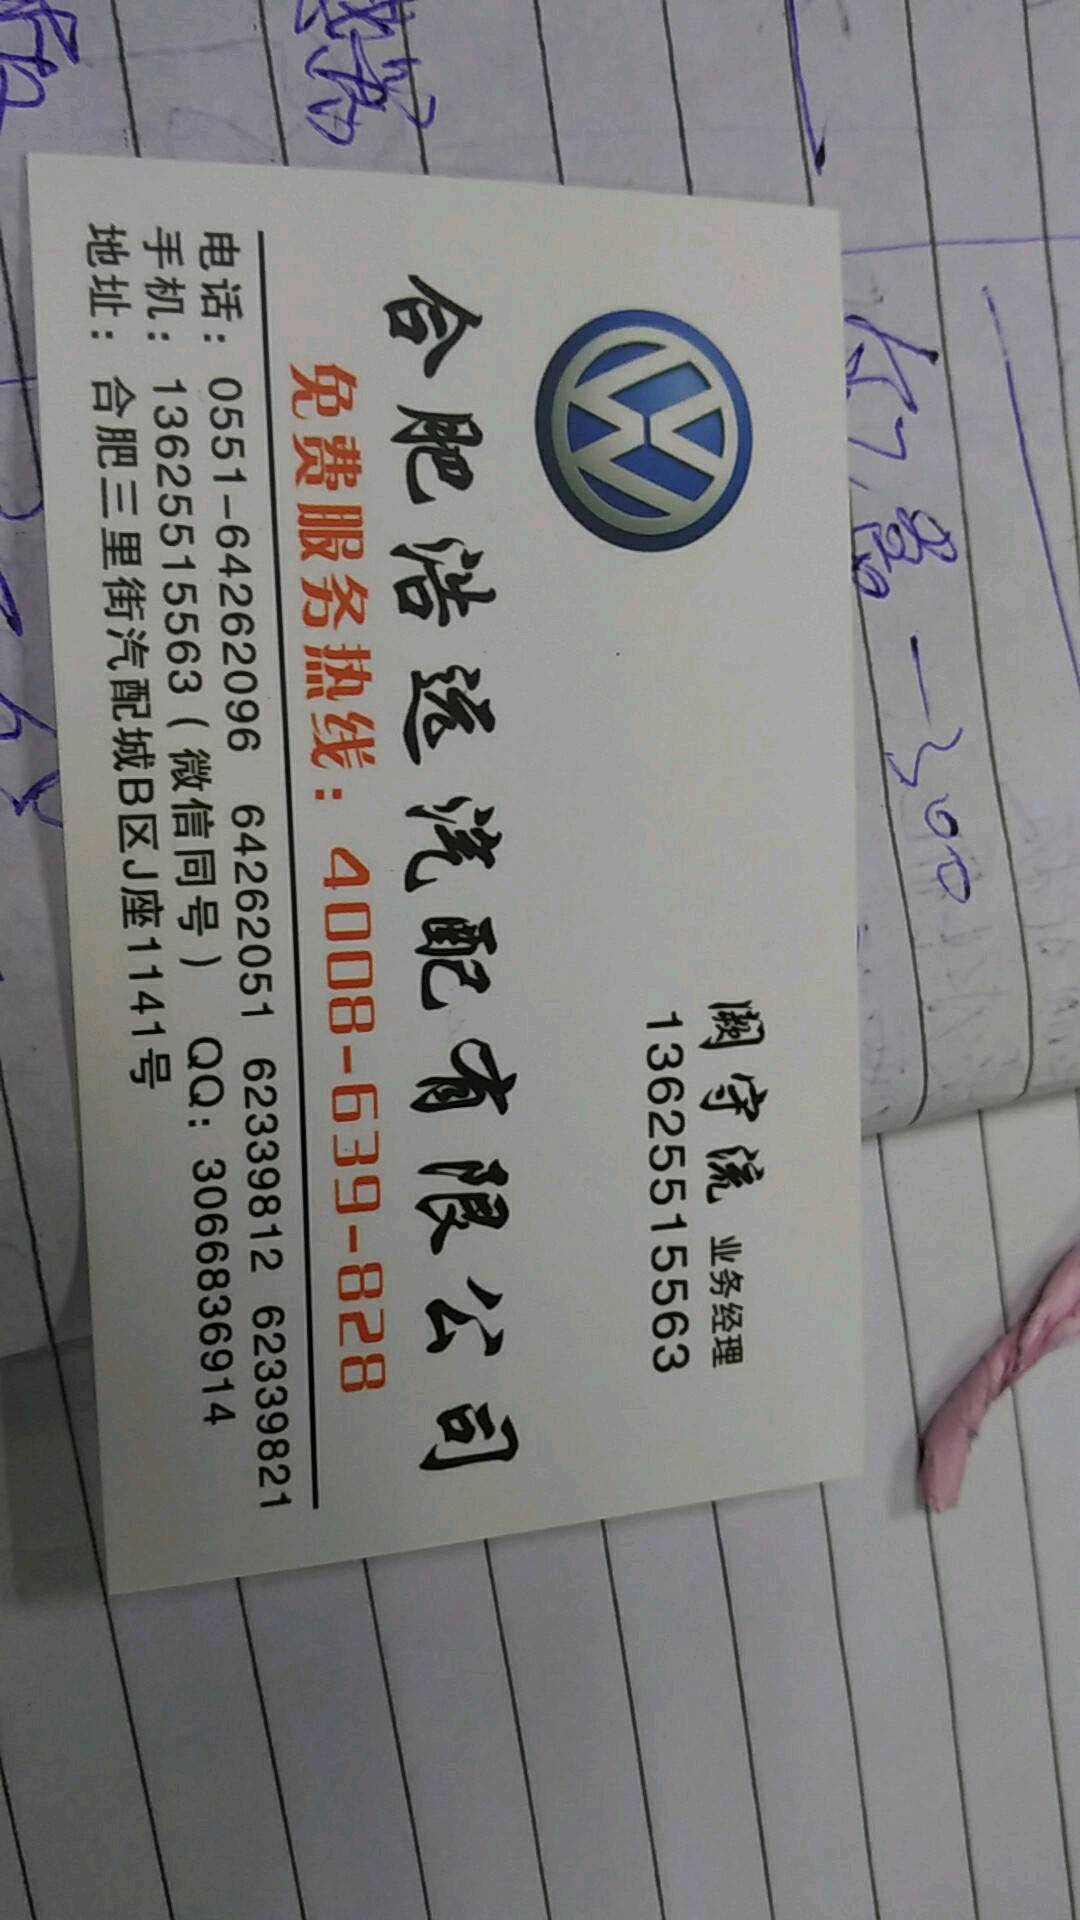 阚守流 业务经理
13625515563
合肥浩运汽配有限公司
免费服务热线：4008-639-828
电话：0551-64262096 64262051 62339812 62339821
手机：13625515563（微信同号） QQ：3066836914
地址：合肥三里街汽配城B区J座1141号